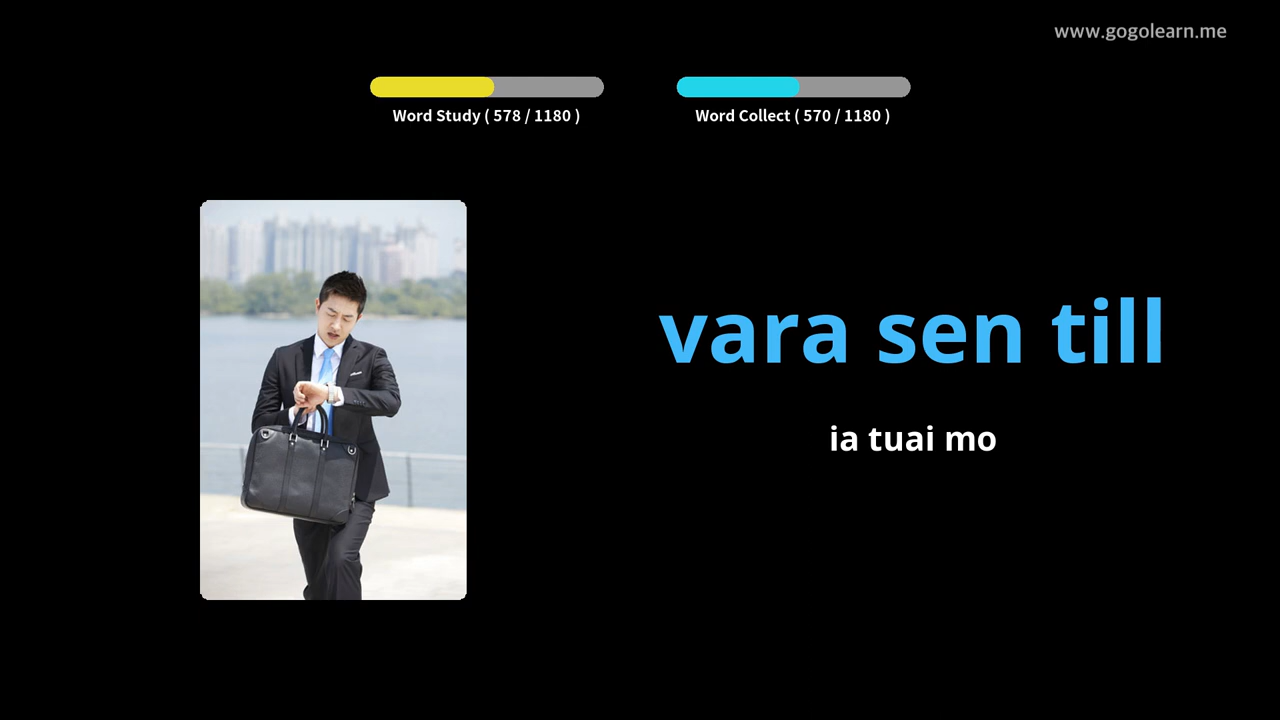 www.gogolearn.me
Word Study ( 578 / 1180 )
Word Collect ( 570 / 1180 )
vara sen till
ia tuai mo